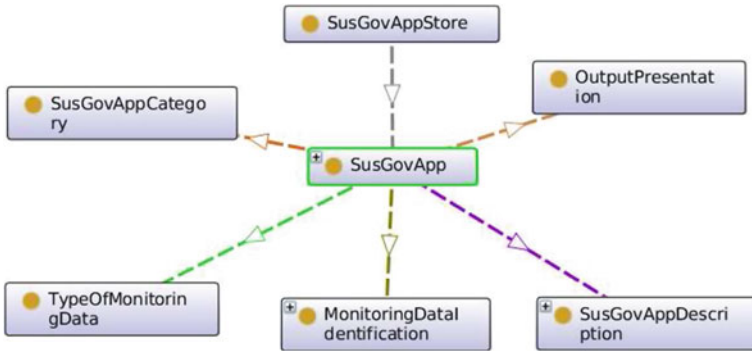 SusGovAppStore
OutputPresentat
ion
SusGovAppCatego
ry
SusGovApp
TypeOfMonitorin
gData
MonitoringDataI
dentification
SusGovAppDescri
ption